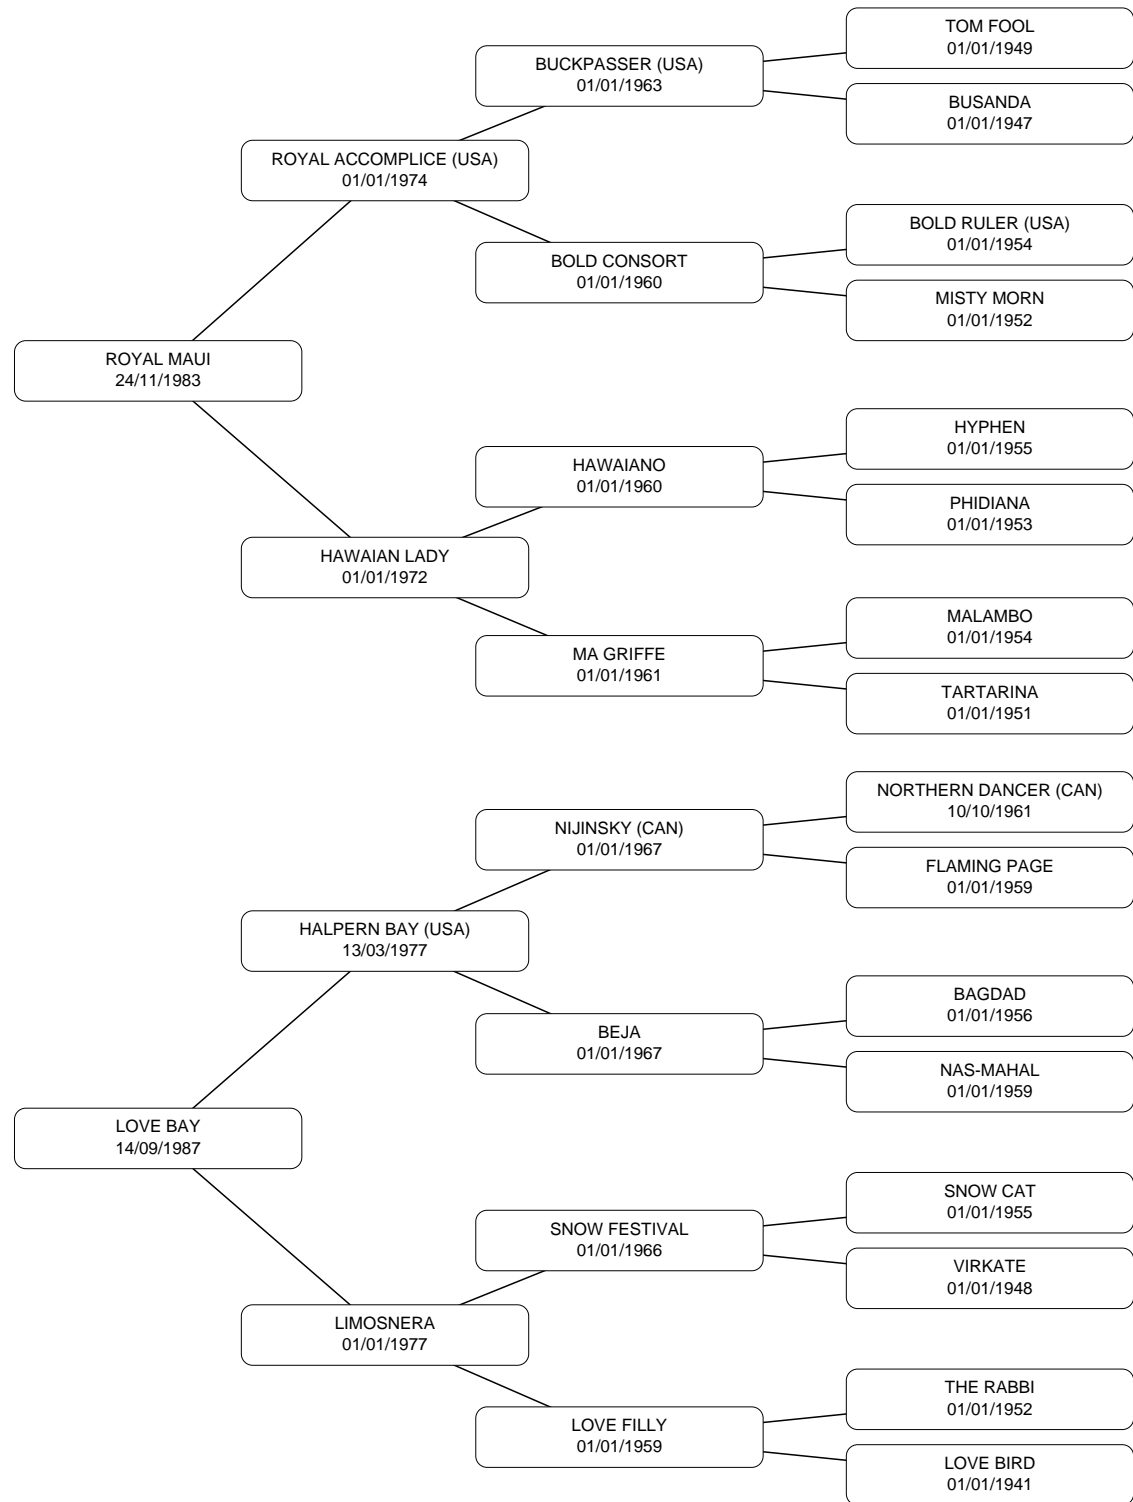 TOM FOOL
01/01/1949
BUCKPASSER (USA)
01/01/1963
BUSANDA
01/01/1947
ROYAL ACCOMPLICE (USA)
01/01/1974
BOLD RULER (USA)
01/01/1954
BOLD CONSORT
01/01/1960
MISTY MORN
01/01/1952
ROYAL MAUI
24/11/1983
HYPHEN
01/01/1955
HAWAIANO
01/01/1960
PHIDIANA
01/01/1953
HAWAIAN LADY
01/01/1972
MALAMBO
01/01/1954
MA GRIFFE
01/01/1961
TARTARINA
01/01/1951
NORTHERN DANCER (CAN)
10/10/1961
NIJINSKY (CAN)
01/01/1967
FLAMING PAGE
01/01/1959
HALPERN BAY (USA)
13/03/1977
BAGDAD
01/01/1956
BEJA
01/01/1967
NAS-MAHAL
01/01/1959
LOVE BAY
14/09/1987
SNOW CAT
01/01/1955
SNOW FESTIVAL
01/01/1966
VIRKATE
01/01/1948
LIMOSNERA
01/01/1977
THE RABBI
01/01/1952
LOVE FILLY
01/01/1959
LOVE BIRD
01/01/1941